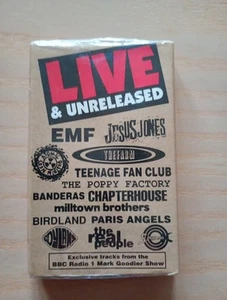 LIVE
& UNRELEASED
EMF
JESUS JONES
THE FARM
TEENAGE FAN CLUB
THE POPPY FACTORY
BANDERAS CHAPTERHOUSE
milltown brothers
BIRDLAND PARIS ANGELS
the real people
Exclusive tracks from the
BBC Radio 1 Mark Goodier Show